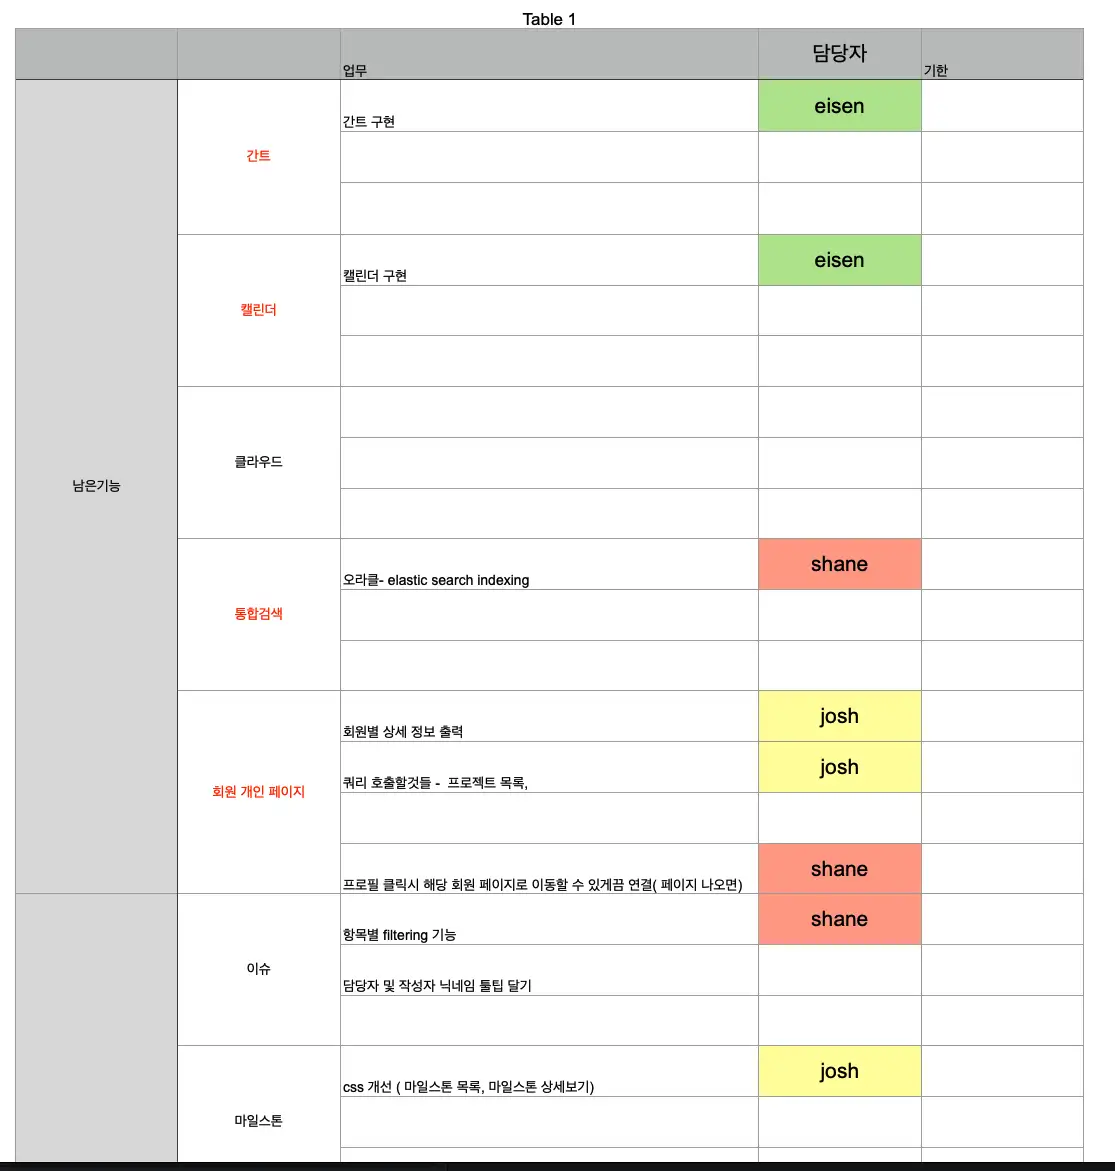 Table 1
업무 담당자 기한
간트 구현 eisen
간트
캘린더 구현 eisen
캘린더
클라우드
남은기능
오라클- elastic search indexing shane
통합검색
회원별 상세 정보 출력 josh
쿼리 호출할것들 - 프로젝트 목록, josh
회원 개인 페이지
프로필 클릭시 해당 회원 페이지로 이동할 수 있게끔 연결( 페이지 나오면) shane
항목별 filtering 기능 shane
이슈
담당자 및 작성자 닉네임 툴팁 달기
css 개선 ( 마일스톤 목록, 마일스톤 상세보기) josh
마일스톤